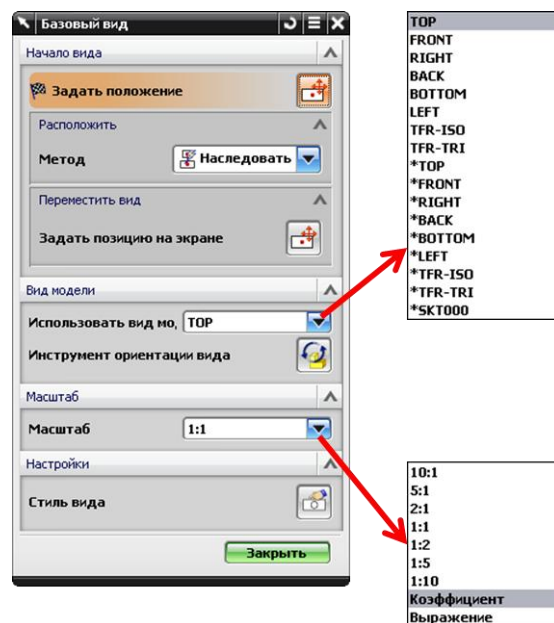 Базовый вид
Начало вида
Задать положение
Расположить
Метод
Наследовать
Переместить вид
Задать позицию на экране
Вид модели
Использовать вид мо,
TOP
Инструмент ориентации вида
Масштаб
Масштаб
1:1
Настройки
Стиль вида
Закрыть
TOP
FRONT
RIGHT
BACK
BOTTOM
LEFT
TFR-ISO
TFR-TRI
*TOP
*FRONT
*RIGHT
*BACK
*BOTTOM
*LEFT
*TFR-ISO
*TFR-TRI
*SKT000
10:1
5:1
2:1
1:1
1:2
1:5
1:10
Коэффициент
Выражение